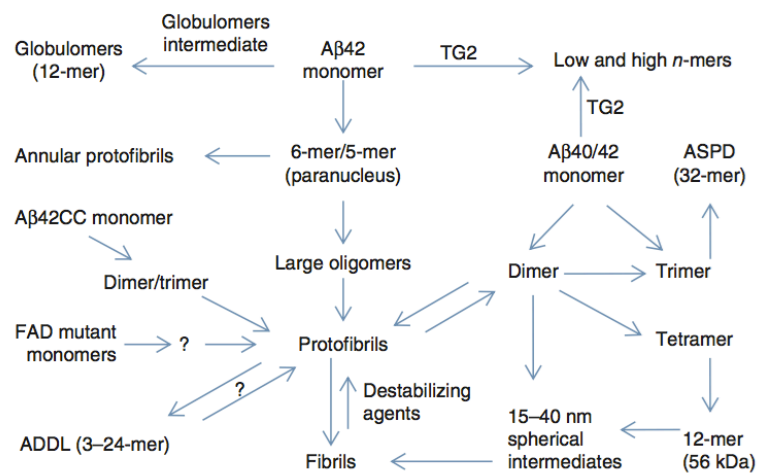 Globulomers
intermediate
Globulomers
(12-mer)
Aβ42
monomer
TG2
Low and high n-mers
TG2
Annular protofibrils
6-mer/5-mer
(paranucleus)
Aβ40/42
monomer
ASPD
(32-mer)
Aβ42CC monomer
Dimer/trimer
Large oligomers
Dimer
Trimer
FAD mutant
monomers
?
Protofibrils
Tetramer
?
Destabilizing
agents
ADDL (3–24-mer)
Fibrils
15–40 nm
spherical
intermediates
12-mer
(56 kDa)